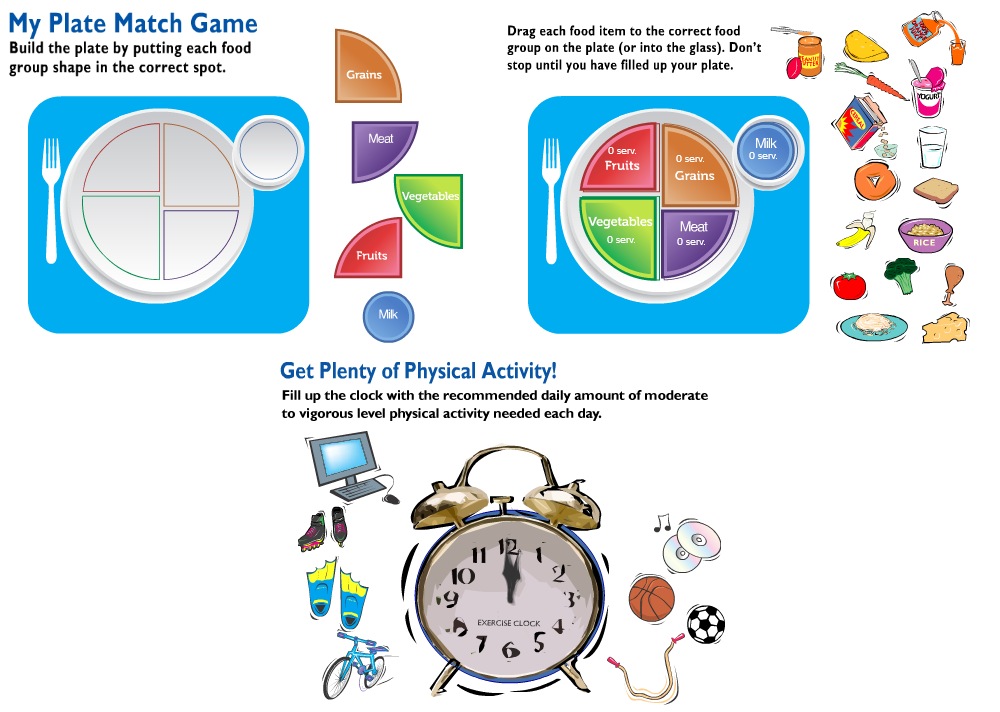 My Plate Match Game
Build the plate by putting each food
group shape in the correct spot.
Grains
Meat
Vegetables
Fruits
Milk
Drag each food item to the correct food
group on the plate (or into the glass). Don't
stop until you have filled up your plate.
0 serv.
Fruits
0 serv.
Grains
Milk
0 serv.
Vegetables
0 serv.
Meat
0 serv.
PEANUT
BUTTER
YOGURT
CEREAL
RICE
Get Plenty of Physical Activity!
Fill up the clock with the recommended daily amount of moderate
to vigorous level physical activity needed each day.
12
1
2
3
4
5
6
7
8
9
10
11
EXERCISE CLOCK